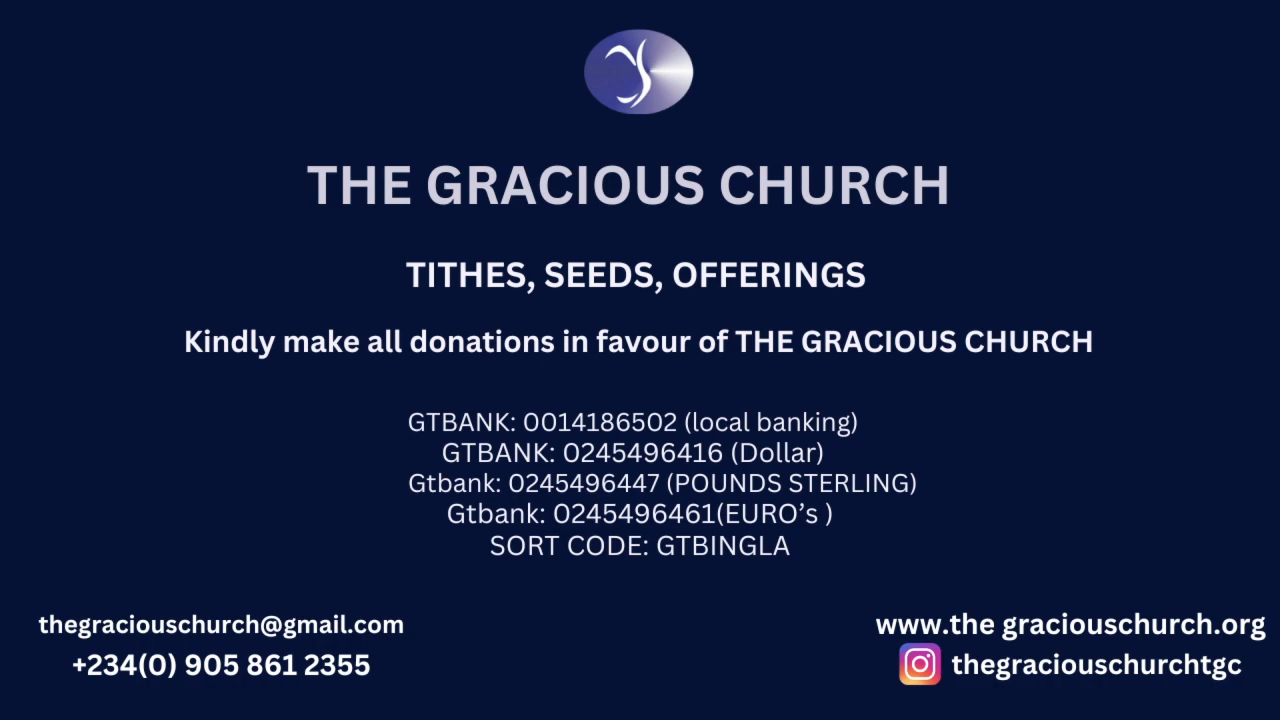 THE GRACIOUS CHURCH
TITHES, SEEDS, OFFERINGS
Kindly make all donations in favour of THE GRACIOUS CHURCH
GTBANK: 0014186502 (local banking)
GTBANK: 0245496416 (Dollar)
Gtbank: 0245496447 (POUNDS STERLING)
Gtbank: 0245496461(EURO’s )
SORT CODE: GTBINGLA
thegraciouschurch@gmail.com
+234(0) 905 861 2355
www.the graciouschurch.org
thegraciouschurchtgc